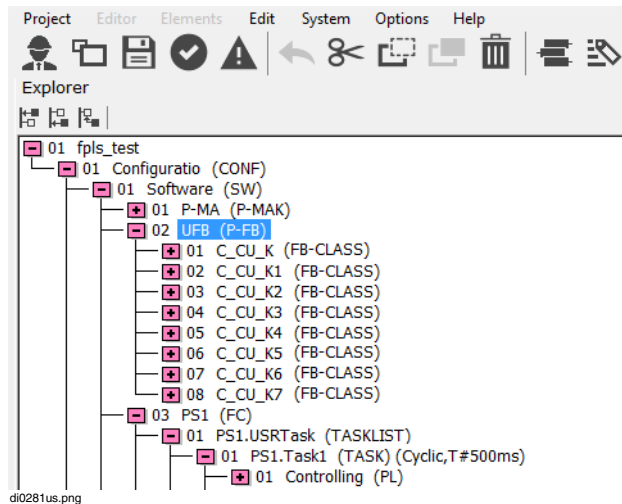 Project Editor Elements Edit System Options Help
Explorer
01 fpls_test
01 Configuratio (CONF)
01 Software (SW)
01 P-MA (P-MAK)
02 UFB (P-FB)
01 C_CU_K (FB-CLASS)
02 C_CU_K1 (FB-CLASS)
03 C_CU_K2 (FB-CLASS)
04 C_CU_K3 (FB-CLASS)
05 C_CU_K4 (FB-CLASS)
06 C_CU_K5 (FB-CLASS)
07 C_CU_K6 (FB-CLASS)
08 C_CU_K7 (FB-CLASS)
03 PS1 (FC)
01 PS1.USRTask (TASKLIST)
01 PS1.Task1 (TASK) (Cyclic,T#500ms)
01 Controlling (PL)
di0281us.png